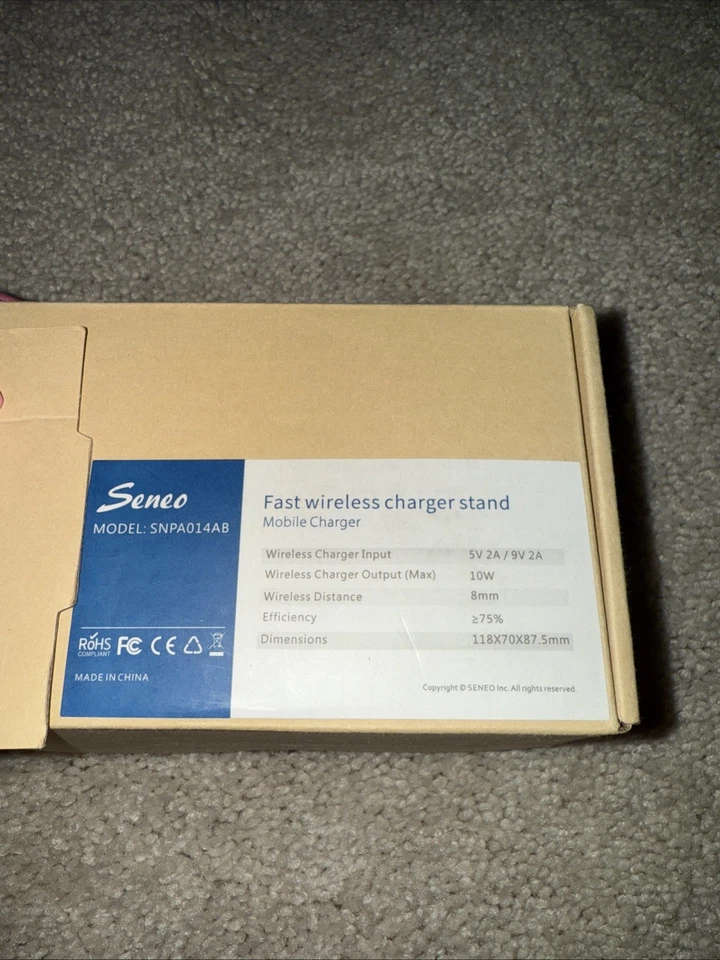 Seneo
MODEL: SNPA014AB
RoHS
COMPLIANT
FC CE
MADE IN CHINA
Fast wireless charger stand
Mobile Charger
Wireless Charger Input 5V 2A / 9V 2A
Wireless Charger Output (Max) 10W
Wireless Distance 8mm
Efficiency ≥75%
Dimensions 118X70X87.5mm
Copyright © SENEO Inc. All rights reserved